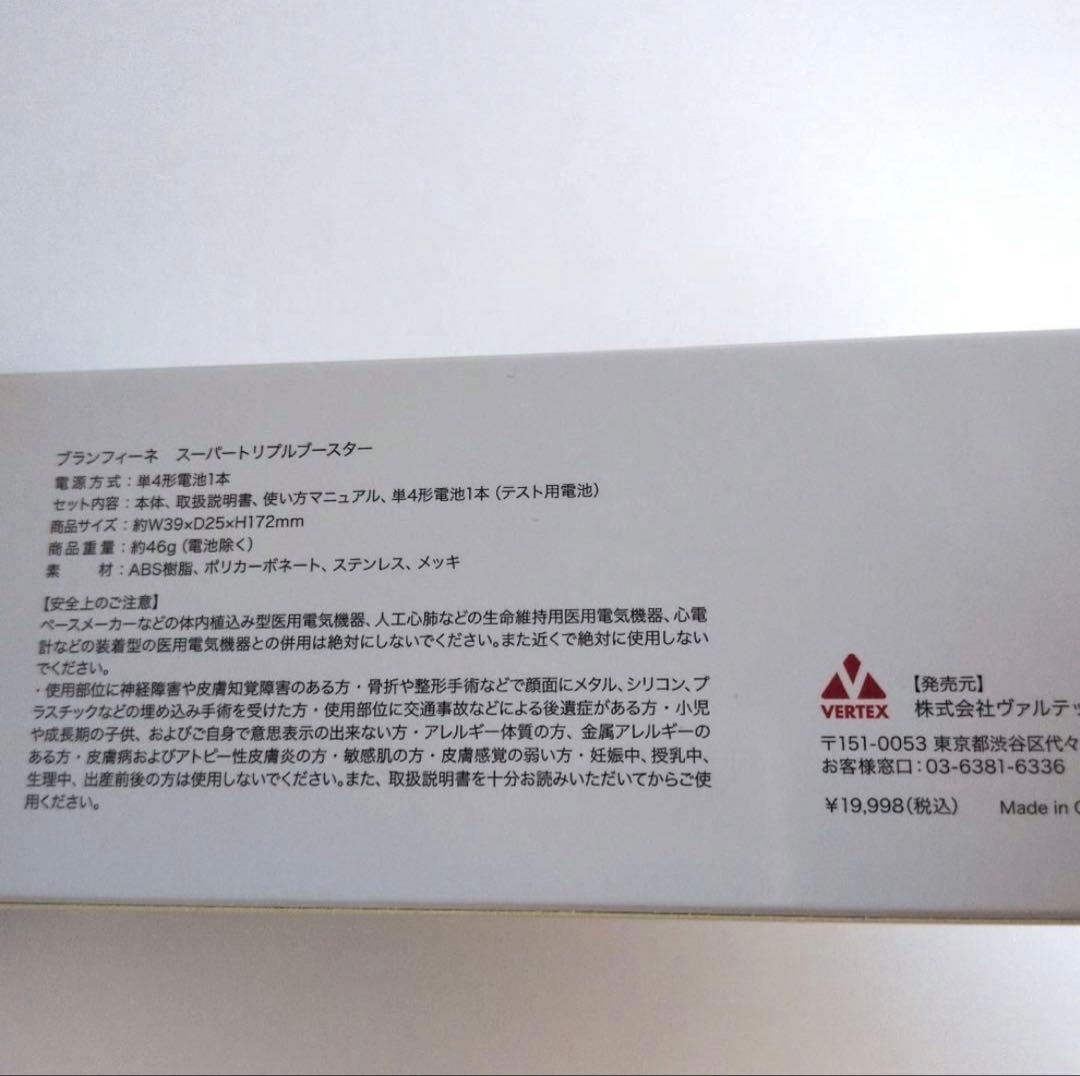 ブランフィーネ　スーパートリプルブースター
電源方式：単4形電池1本
セット内容：本体、取扱説明書、使い方マニュアル、単4形電池1本（テスト用電池）
商品サイズ：約W39×D25×H172mm
商品重量：約46g（電池除く）
素　　材：ABS樹脂、ポリカーボネート、ステンレス、メッキ
【安全上のご注意】
ペースメーカーなどの体内植込み型医用電気機器、人工心肺などの生命維持用医用電気機器、心電
計などの装着型の医用電気機器との併用は絶対にしないでください。また近くで絶対に使用しない
でください。
・使用部位に神経障害や皮膚知覚障害のある方・骨折や整形手術などで顔面にメタル、シリコン、プ
ラスチックなどの埋め込み手術を受けた方・使用部位に交通事故などによる後遺症がある方・小児
や成長期の子供、およびご自身で意思表示の出来ない方・アレルギー体質の方、金属アレルギーの
ある方・皮膚病およびアトピー性皮膚炎の方・敏感肌の方・皮膚感覚の弱い方・妊娠中、授乳中、
生理中、出産前後の方は使用しないでください。また、取扱説明書を十分お読みいただいてからご使
用ください。
VERTEX
【発売元】
株式会社ヴァルテッ
〒151-0053 東京都渋谷区代々
お客様窓口：03-6381-6336
￥19,998（税込）　Made in